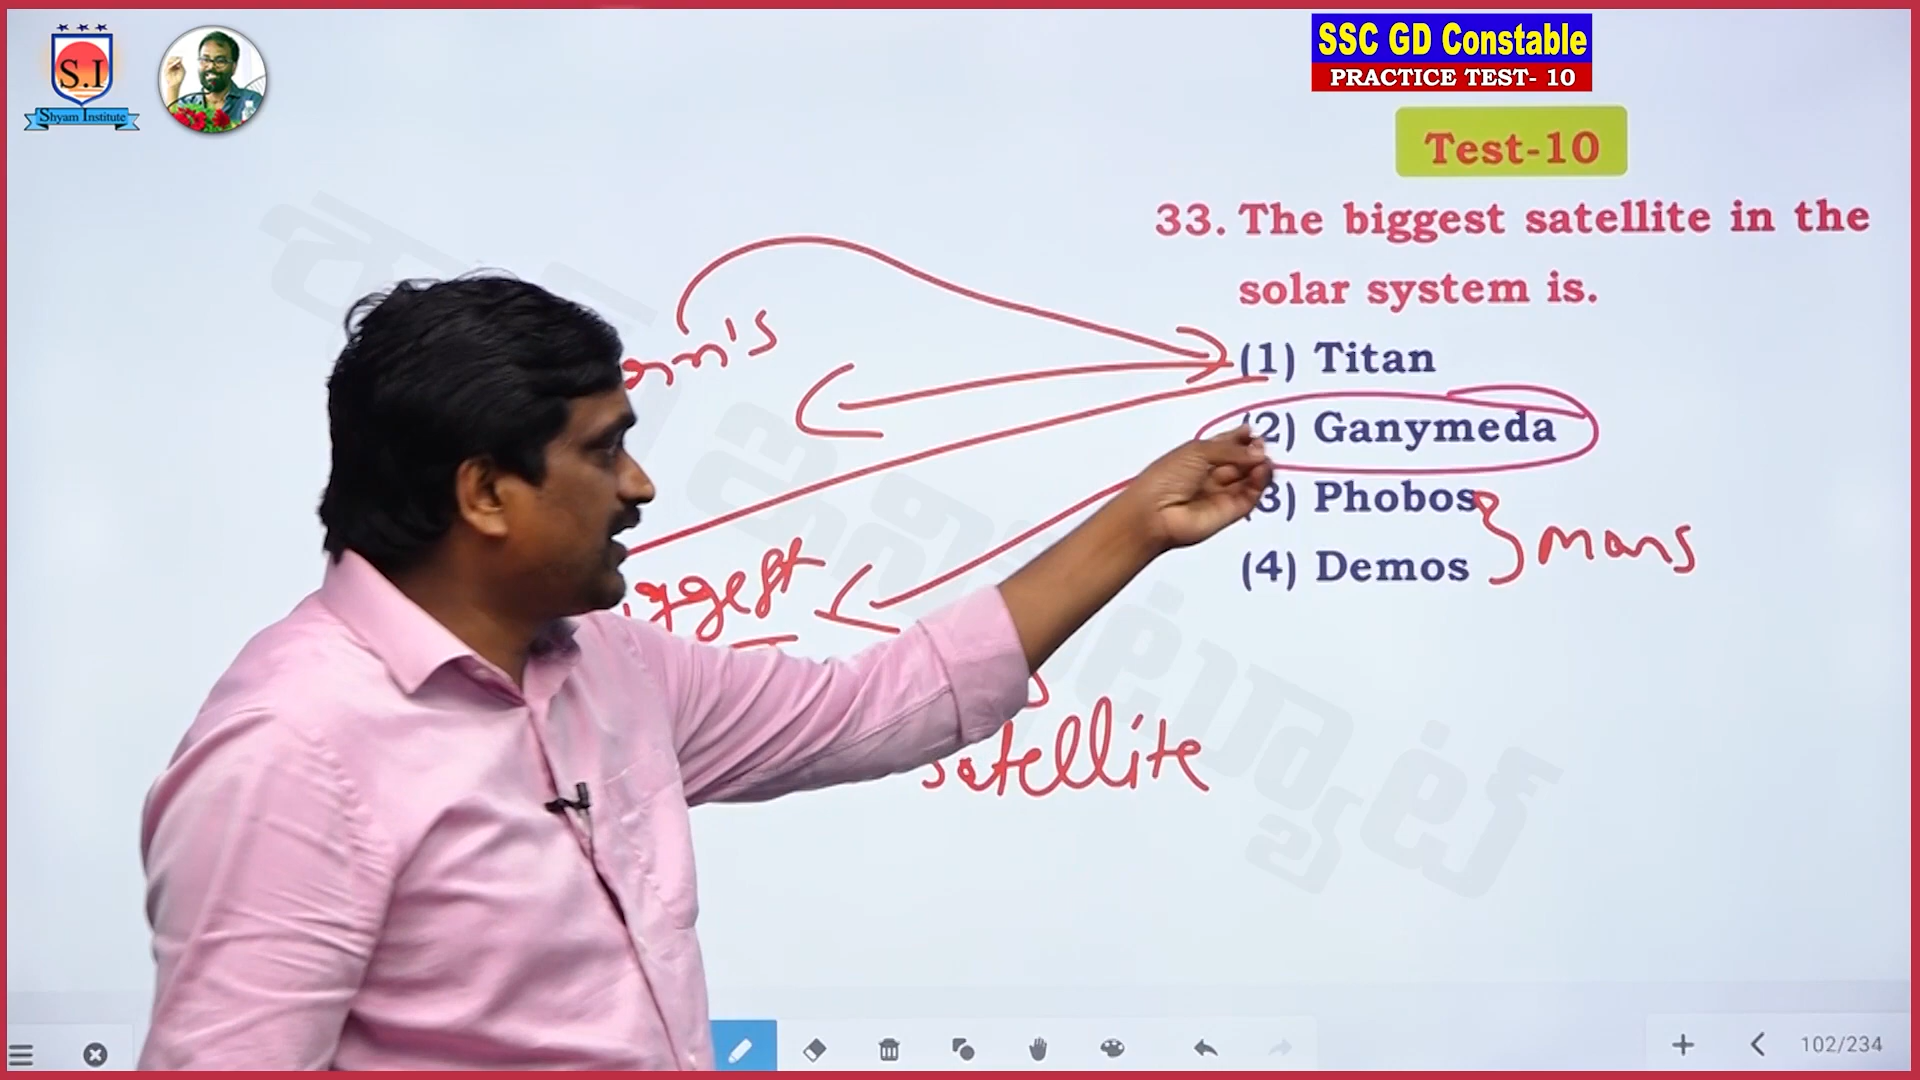 S.I
Shyam Institute
SSC GD Constable
PRACTICE TEST- 10
Test-10
33. The biggest satellite in the
solar system is.
(1) Titan
(2) Ganymeda
(3) Phobos
(4) Demos
mars
satellite
102/234